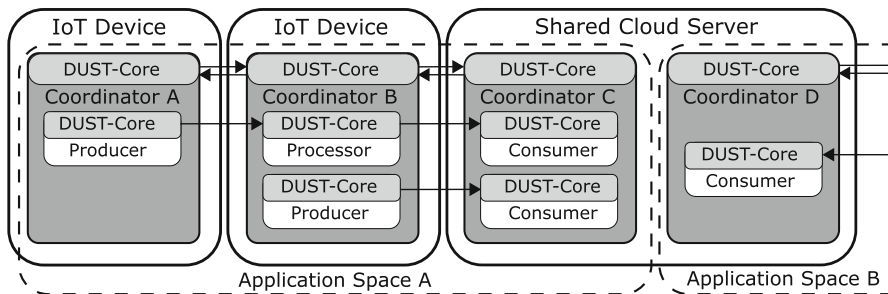 IoT Device
IoT Device
Shared Cloud Server
DUST-Core
DUST-Core
DUST-Core
DUST-Core
Coordinator A
Coordinator B
Coordinator C
Coordinator D
DUST-Core
DUST-Core
DUST-Core
Producer
Processor
Consumer
DUST-Core
Consumer
DUST-Core
DUST-Core
Producer
Consumer
Application Space A
Application Space B